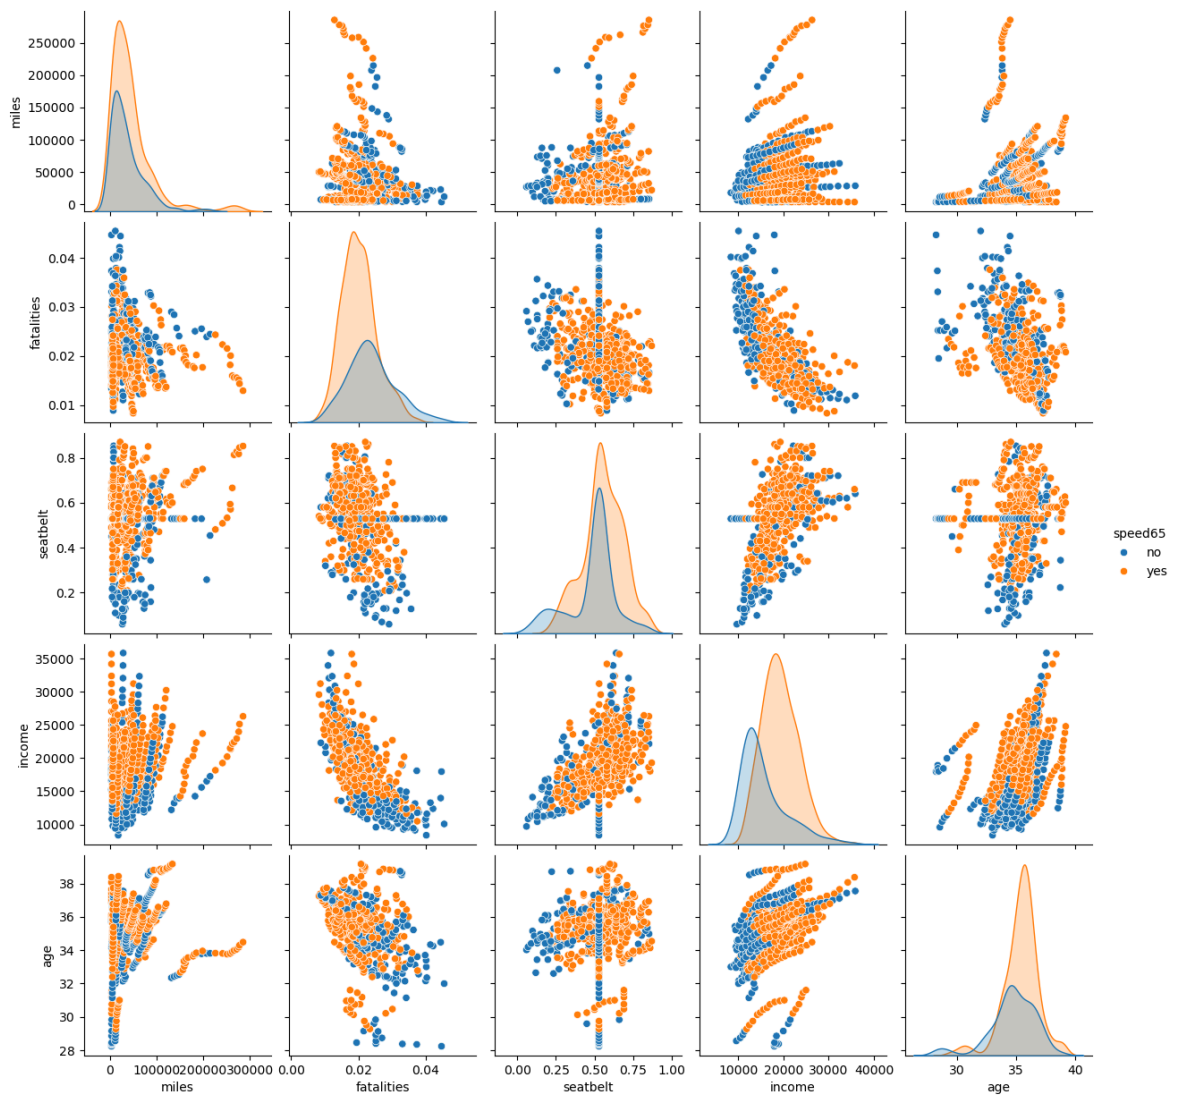 250000
200000
150000
100000
50000
0
miles
0.04
0.03
0.02
0.01
fatalities
0.8
0.6
0.4
0.2
seatbelt
speed65
no
yes
35000
30000
25000
20000
15000
10000
income
38
36
34
32
30
28
age
0 100000 200000 300000
miles
0.00 0.02 0.04
fatalities
0.00 0.25 0.50 0.75 1.00
seatbelt
10000 20000 30000 40000
income
30 35 40
age